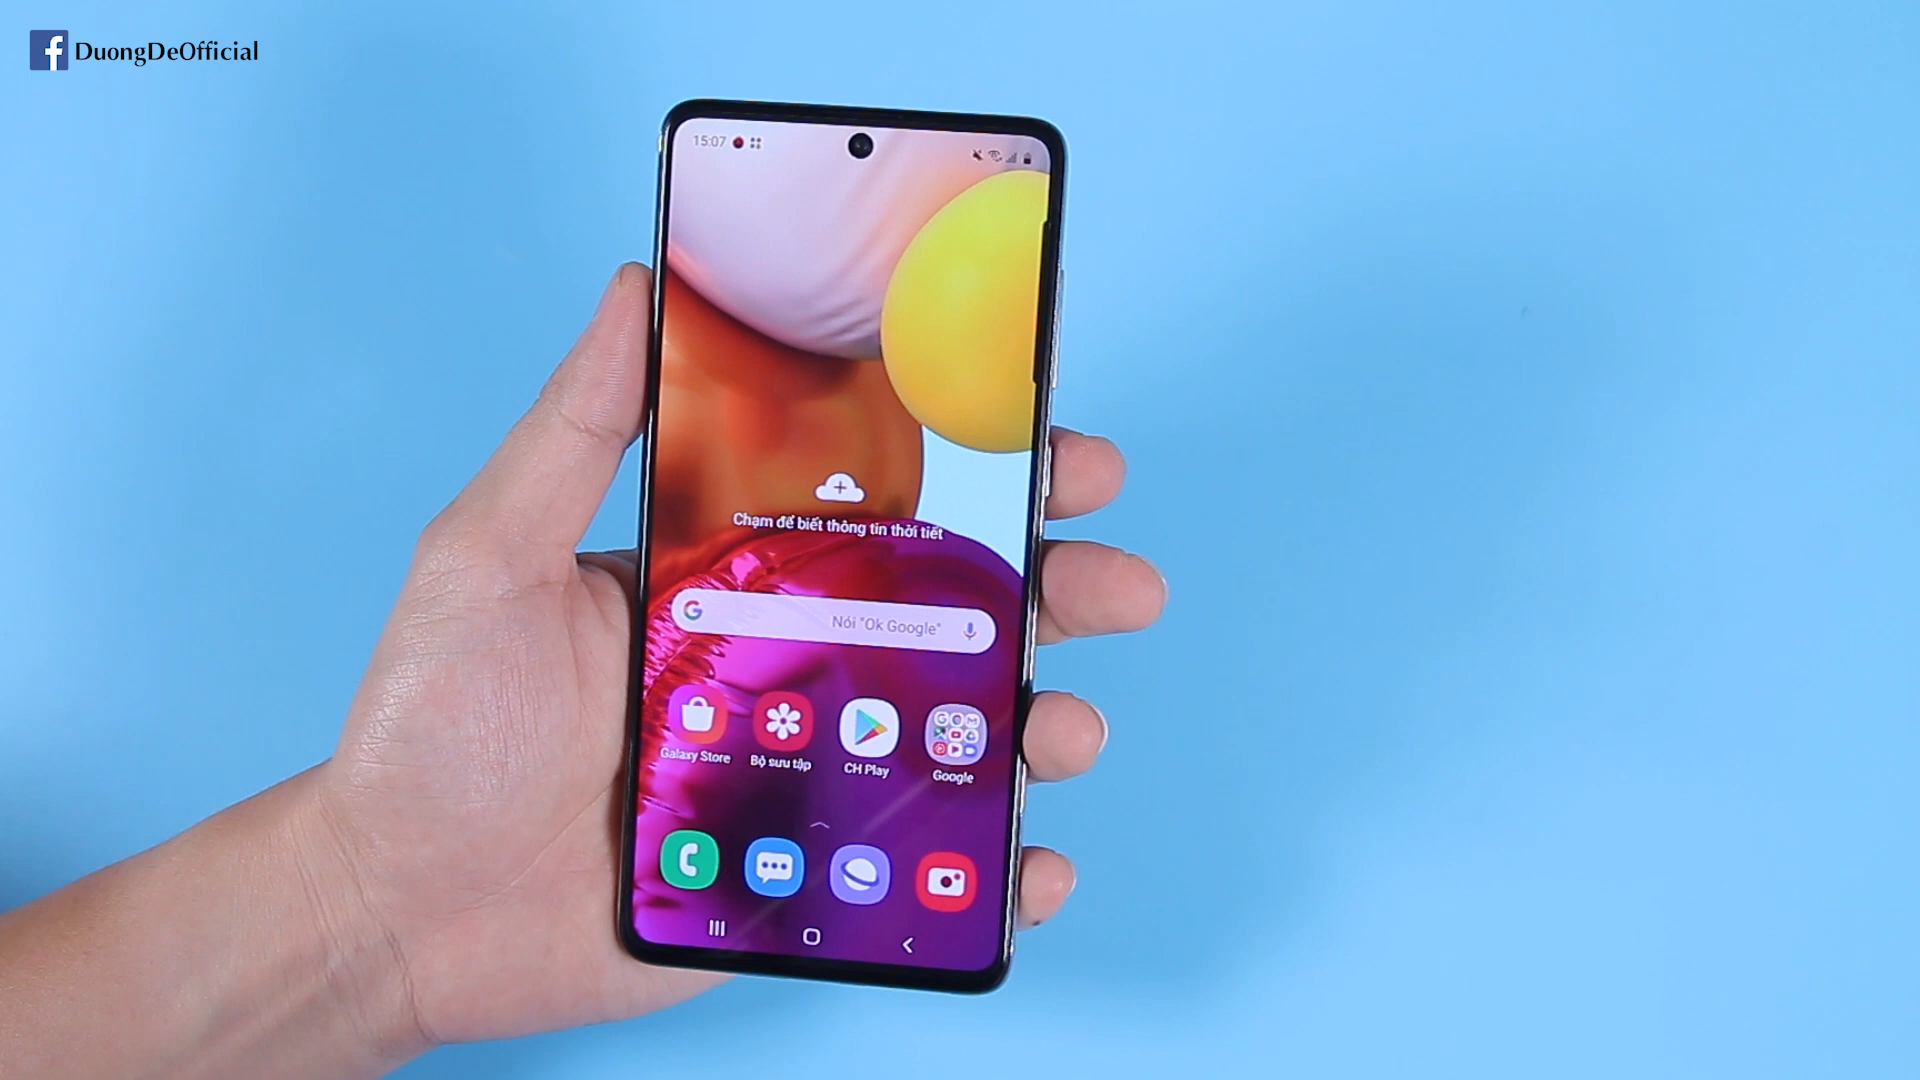 DuongDeOfficial
15:07
Chạm để biết thông tin thời tiết
Nói "Ok Google"
Galaxy Store
Bộ sưu tập
CH Play
Google